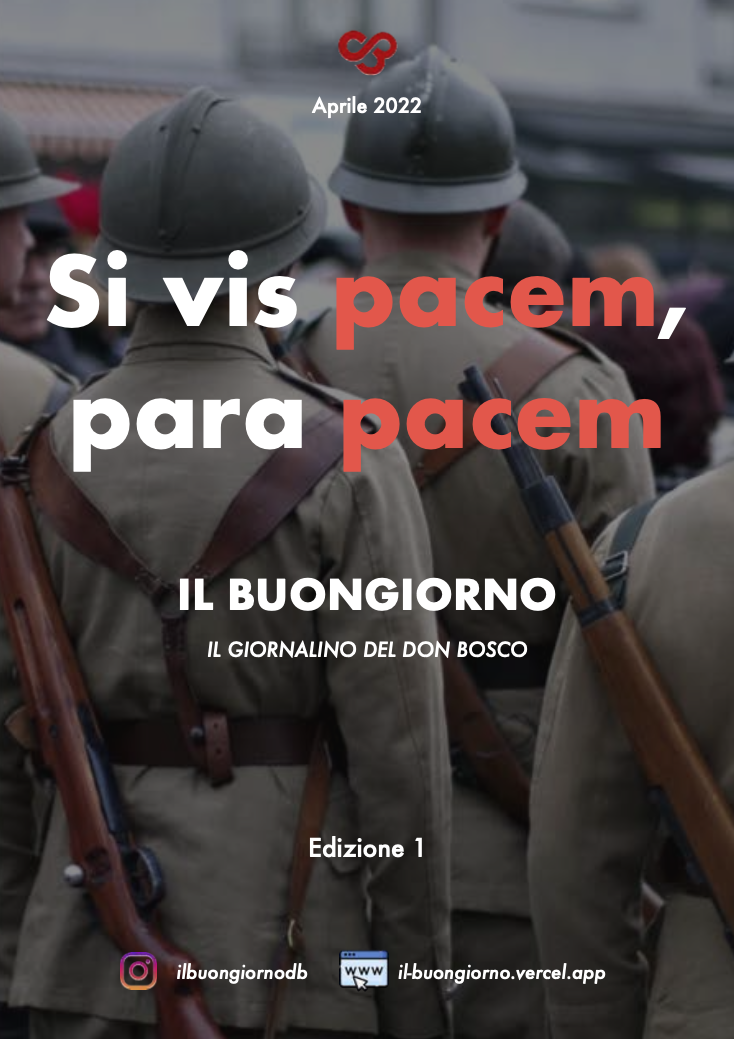 Aprile 2022
Si vis pacem,
para pacem
IL BUONGIORNO
IL GIORNALINO DEL DON BOSCO
Edizione 1
ilbuongiornodb
www
il-buongiorno.vercel.app